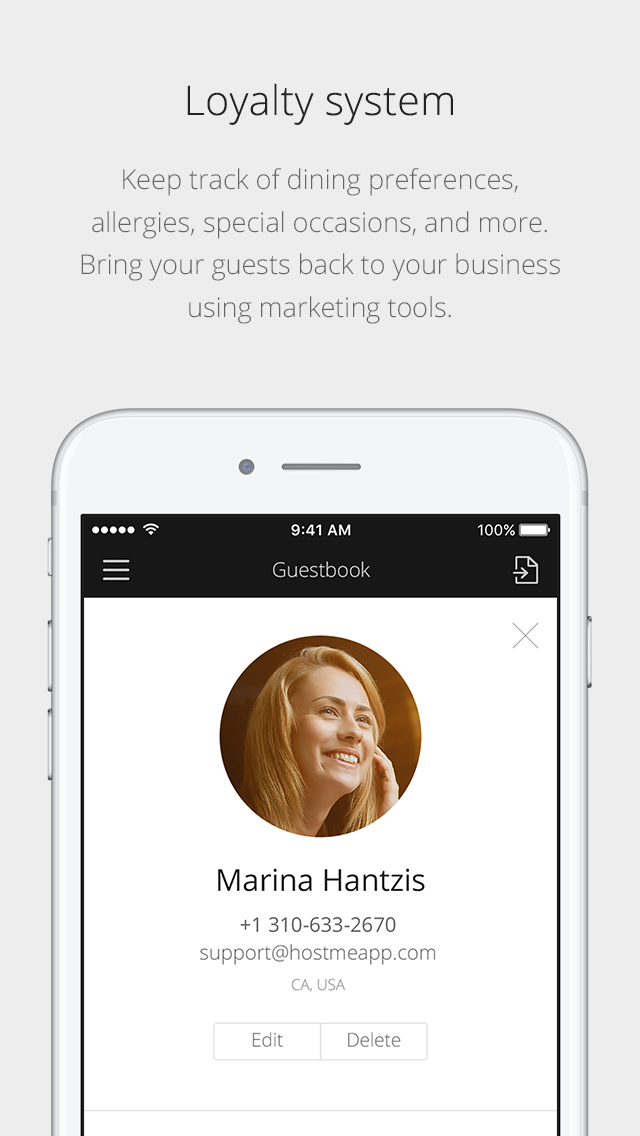 Loyalty system
Keep track of dining preferences,
allergies, special occasions, and more.
Bring your guests back to your business
using marketing tools.
9:41 AM
100%
Guestbook
Marina Hantzis
+1 310-633-2670
support@hostmeapp.com
CA, USA
Edit
Delete